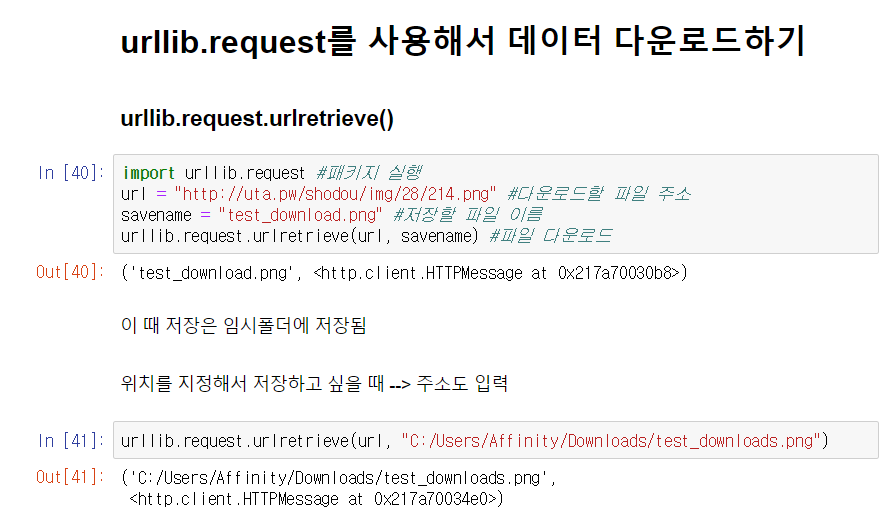 urllib.request를 사용해서 데이터 다운로드하기
urllib.request.urlretrieve()
In [40]: import urllib.request #패키지 실행
url = "http://uta.pw/shodou/img/28/214.png" #다운로드할 파일 주소
savename = "test_download.png" #저장할 파일 이름
urllib.request.urlretrieve(url, savename) #파일 다운로드
Out[40]: ('test_download.png', <http.client.HTTPMessage at 0x217a70030b8>)
이 때 저장은 임시폴더에 저장됨
위치를 지정해서 저장하고 싶을 때 --> 주소도 입력
In [41]: urllib.request.urlretrieve(url, "C:/Users/Affinity/Downloads/test_downloads.png")
Out[41]: ('C:/Users/Affinity/Downloads/test_downloads.png',
<http.client.HTTPMessage at 0x217a70034e0>)